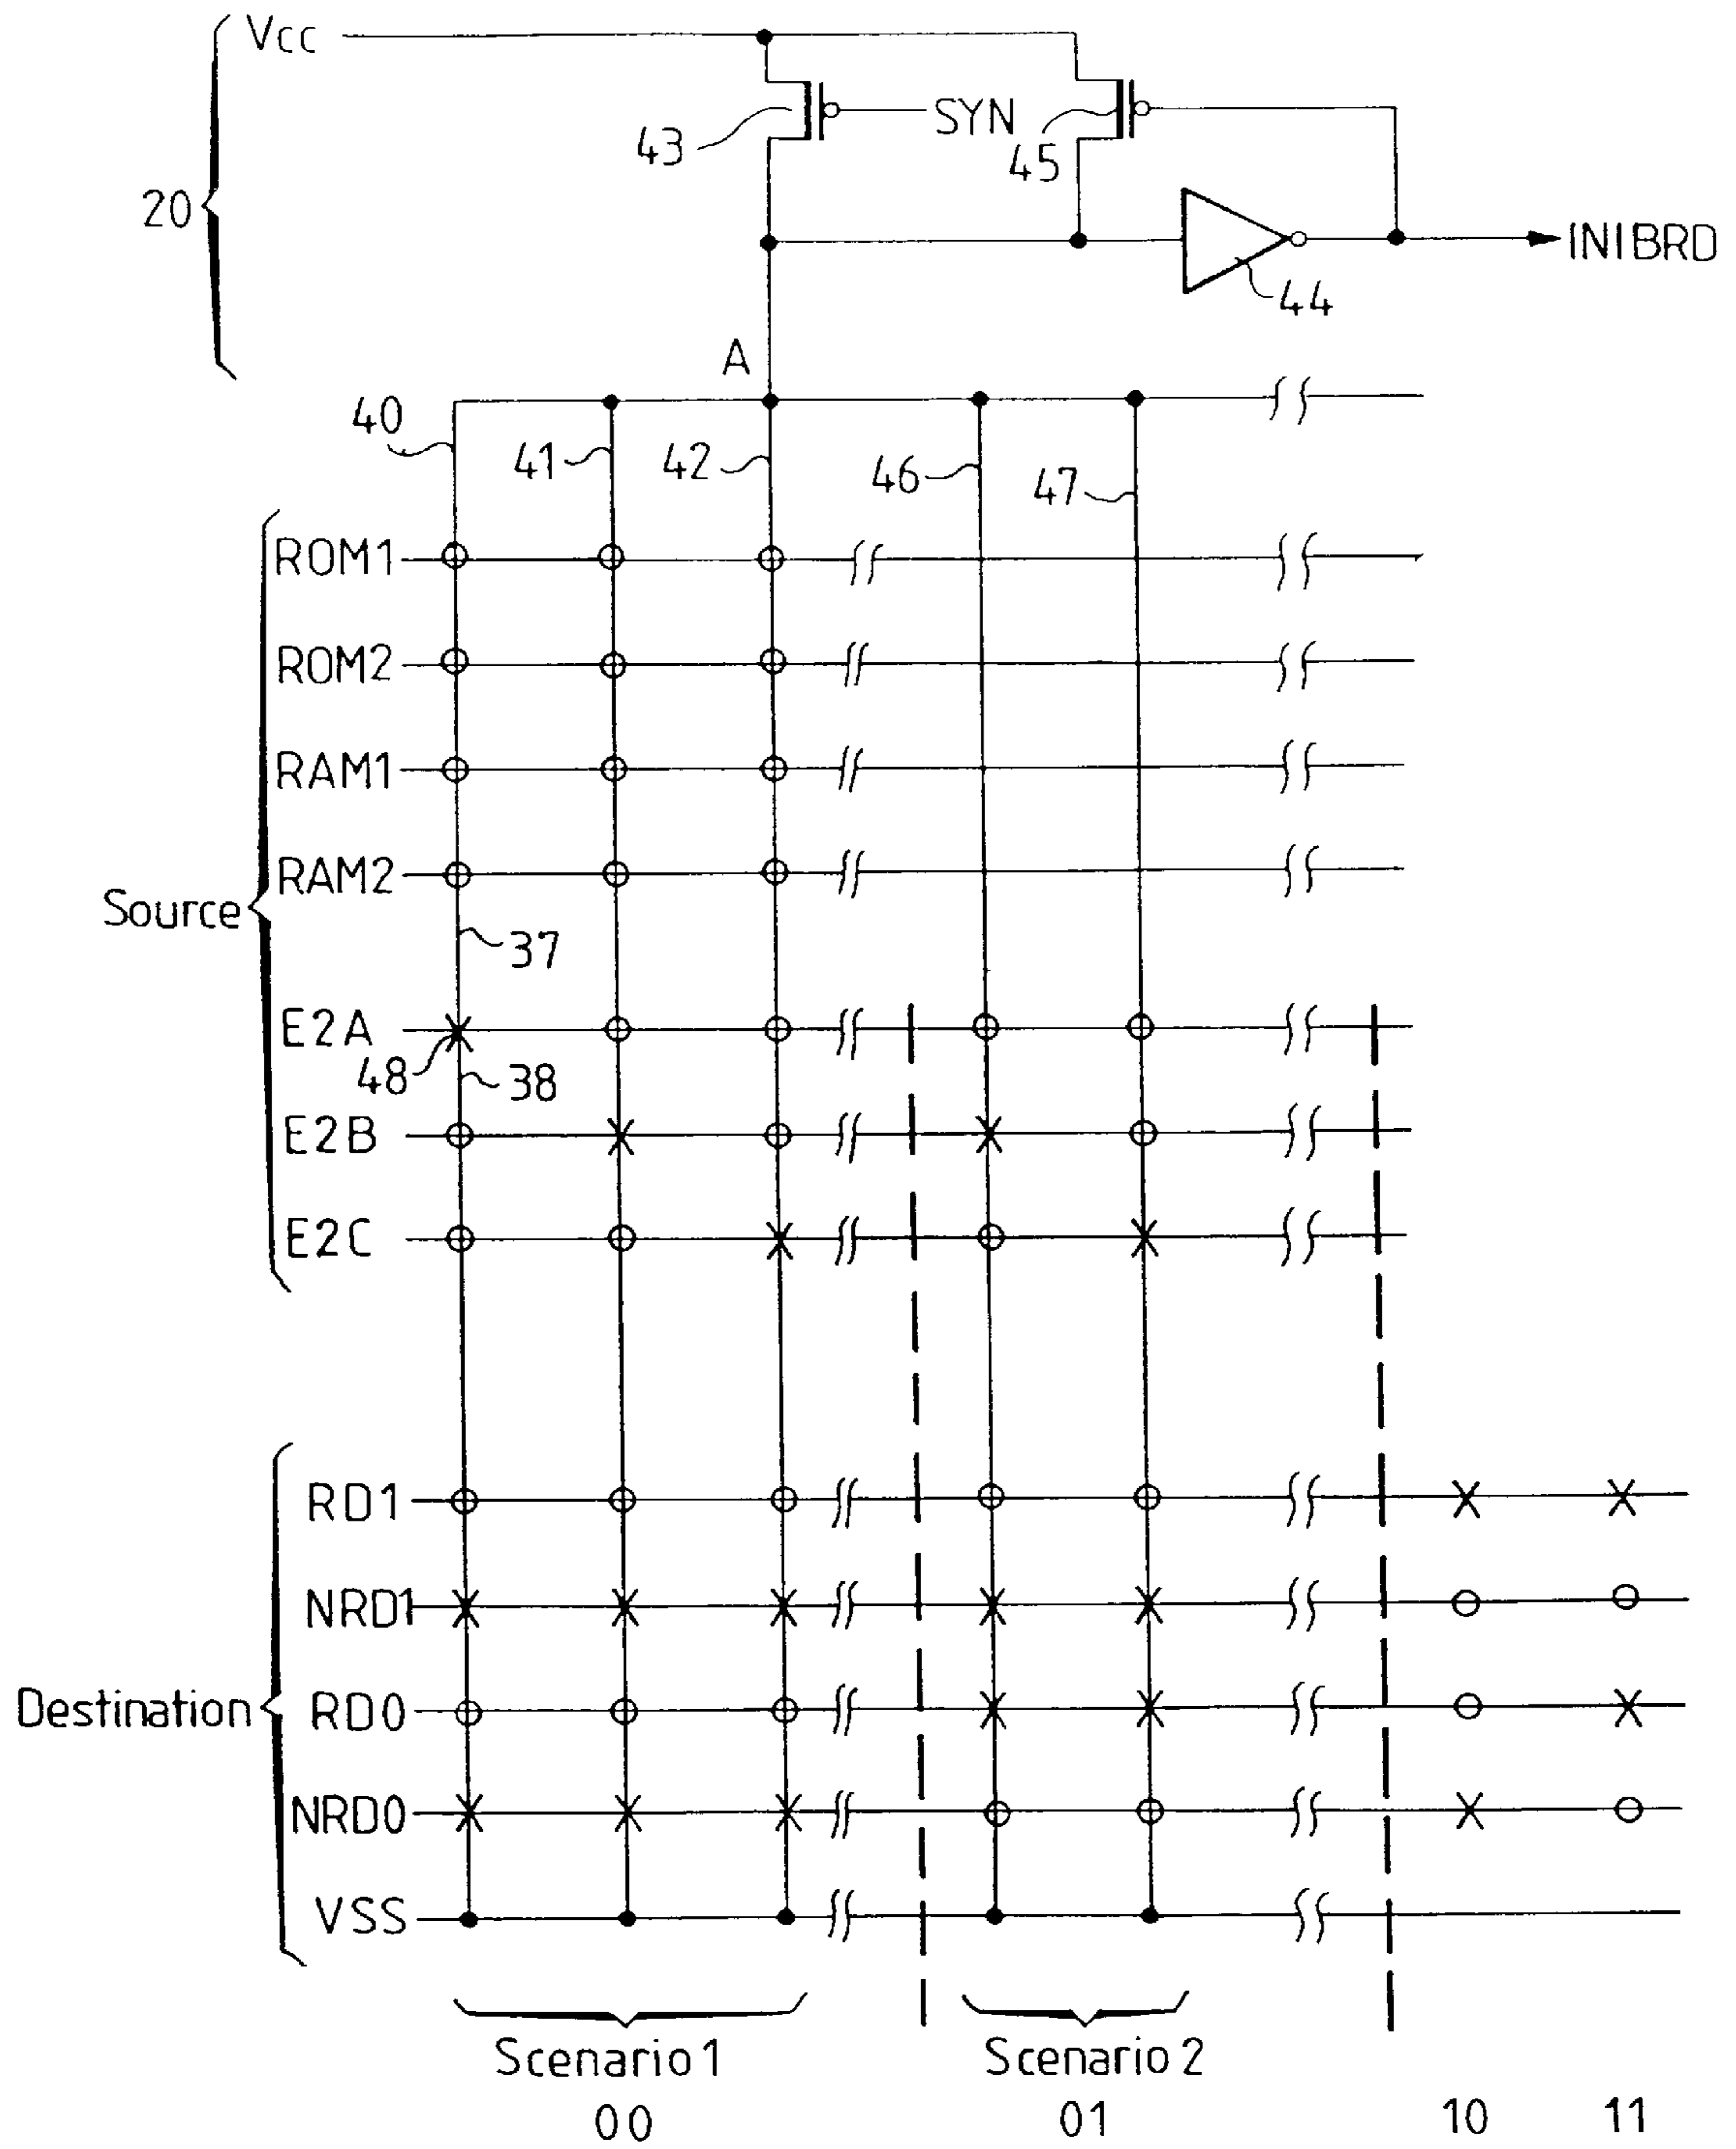 Vcc
SYN
43
45
20
INIBRD
44
A
40
41
42
46
47
ROM1
ROM2
RAM1
RAM2
Source
37
E2A
48
38
E2B
E2C
RD1
NRD1
Destination
RD0
NRD0
VSS
Scenario 1
Scenario 2
00
01
10
11